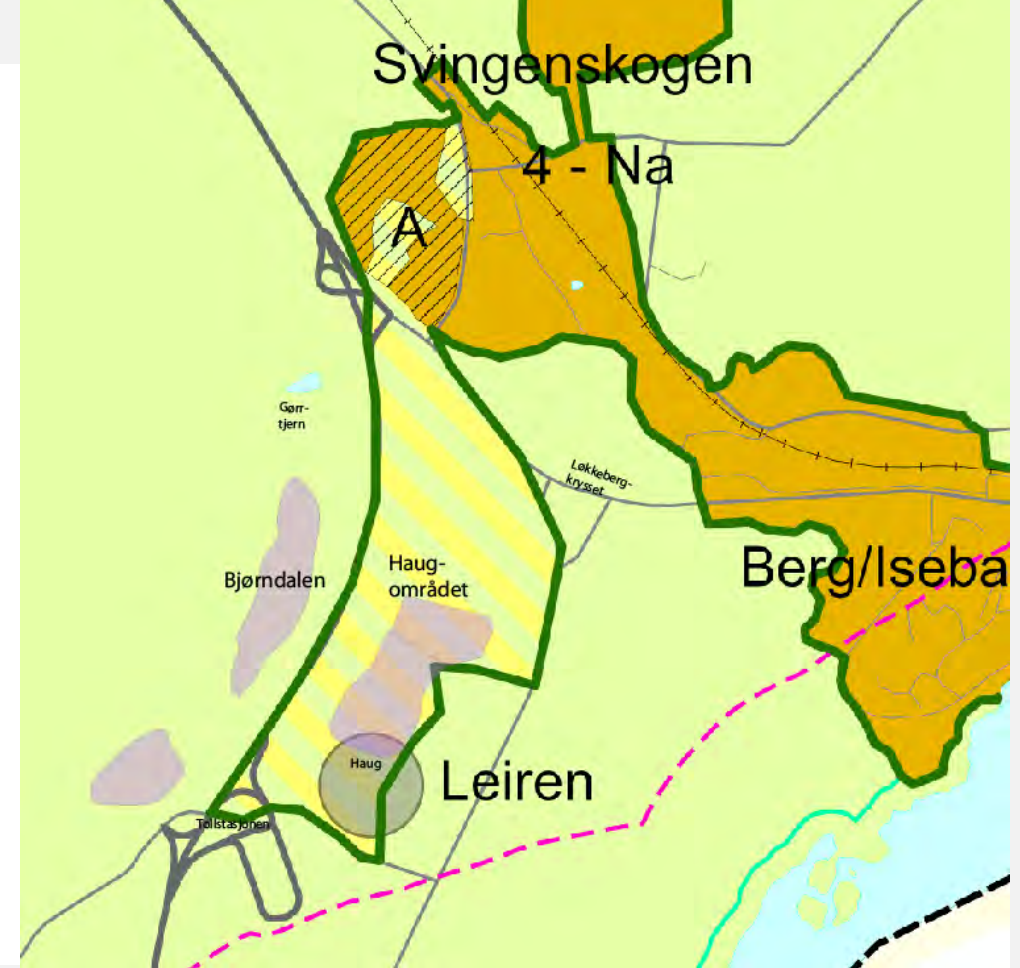 Svingenskogen
4 - Na
A
Gørr-
tjern
Løkkeberg-
krysset
Haug-
området
Bjørndalen
Berg/Iseba
Haug
Leiren
Tollstasjonen